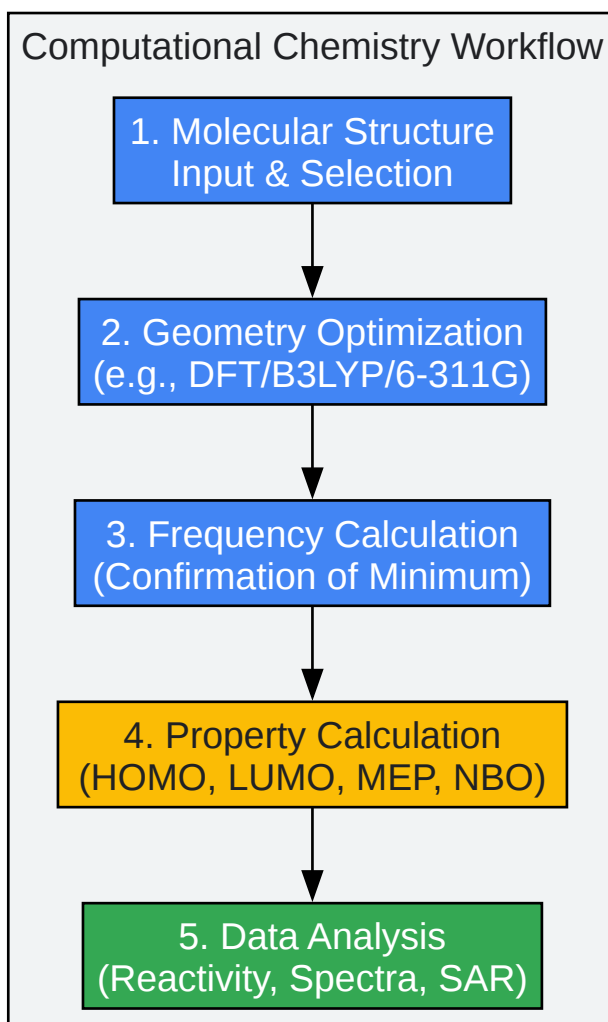 Computational Chemistry Workflow
1. Molecular Structure
Input & Selection
2. Geometry Optimization
(e.g., DFT/B3LYP/6-311G)
3. Frequency Calculation
(Confirmation of Minimum)
4. Property Calculation
(HOMO, LUMO, MEP, NBO)
5. Data Analysis
(Reactivity, Spectra, SAR)